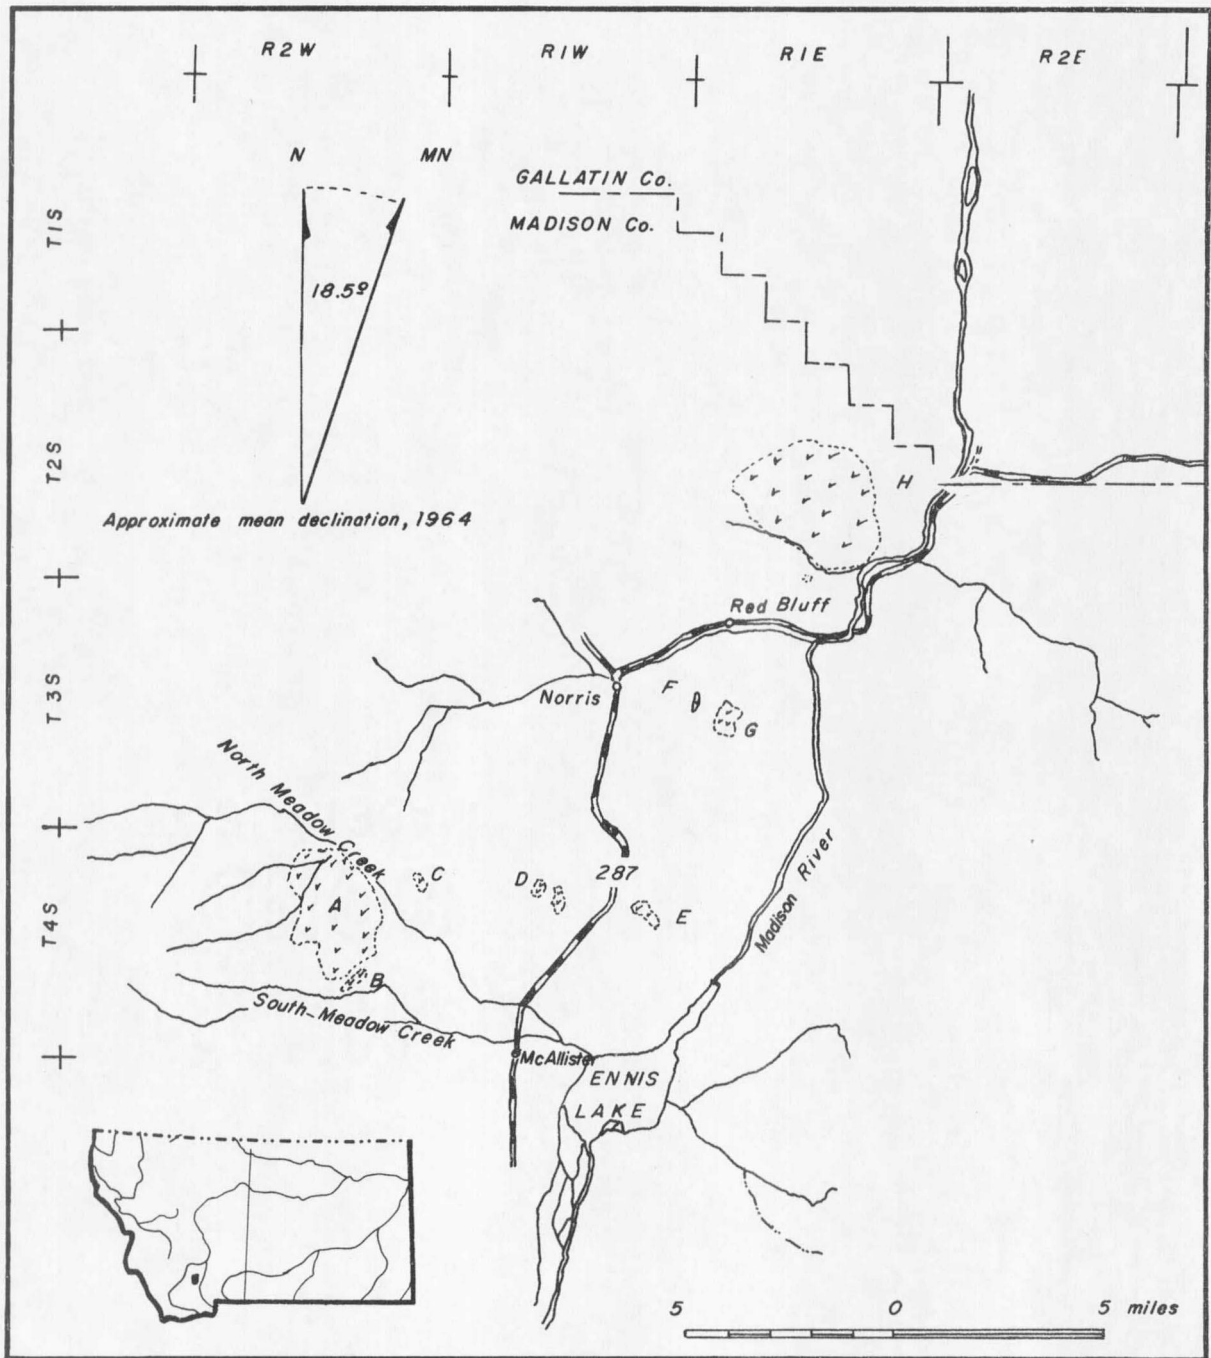 R2W R1W R1E R2E
N MN
GALLATIN Co.
MADISON Co.
T1S
18.5º
T2S
H
Approximate mean declination, 1964
Red Bluff
T3S
F
Norris
G
North Meadow Creek
C
D
287
A
E
T4S
Madison River
B
South Meadow Creek
McAllister
ENNIS
LAKE
5 0 5 miles